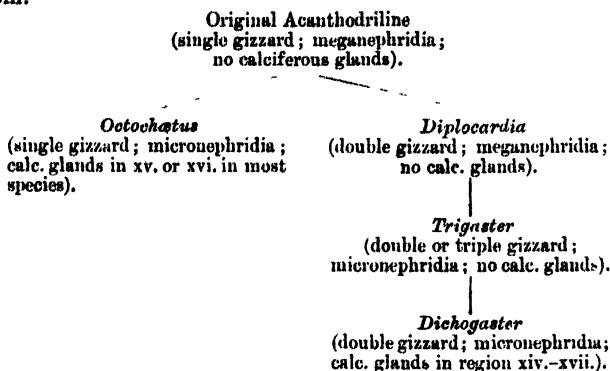 Original Acanthodriline
(single gizzard; meganephridia;
no calciferous glands).
Octochætus
(single gizzard; micronephridia;
calc. glands in xv. or xvi. in most
species).
Diplocardia
(double gizzard; meganephridia;
no calc. glands).
Trigaster
(double or triple gizzard;
micronephridia; no calc. glands).
Dichogaster
(double gizzard; micronephridia;
calc. glands in region xiv.–xvii.).